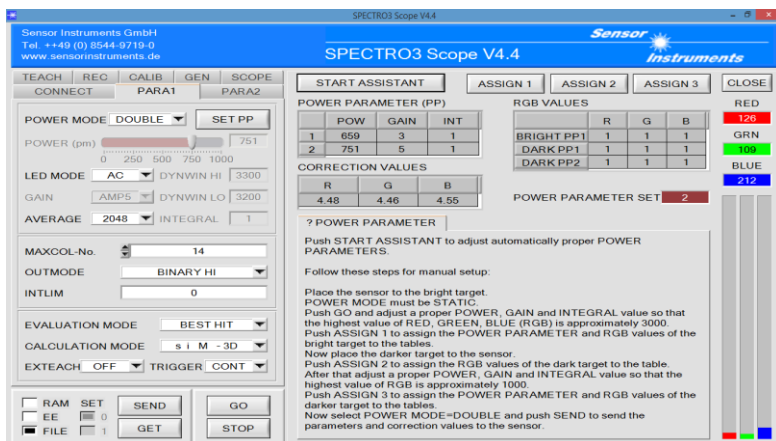 SPECTRO3 Scope V4.4
Sensor Instruments GmbH
Tel. ++49 (0) 8544-9719-0
www.sensorinstruments.de
SPECTRO3 Scope V4.4
Sensor
Instruments
TEACH REC CALIB GEN SCOPE
CONNECT PARA1 PARA2
POWER MODE DOUBLE SET PP
POWER (pm) 751
0 250 500 750 1000
LED MODE AC DYNWIN HI 3300
GAIN AMP5 DYNWIN LO 3200
AVERAGE 2048 INTEGRAL 1
MAXCOL-No. 14
OUTMODE BINARY HI
INTLIM 0
EVALUATION MODE BEST HIT
CALCULATION MODE s i M - 3D
EXTEACH OFF TRIGGER CONT
RAM SET SEND GO
EE 0
FILE 1 GET STOP
START ASSISTANT ASSIGN 1 ASSIGN 2 ASSIGN 3 CLOSE
POWER PARAMETER (PP)
POW GAIN INT
1 659 3 1
2 751 5 1
CORRECTION VALUES
R G B
4.48 4.46 4.55
RGB VALUES
R G B
BRIGHT PP1 1 1 1
DARK PP1 1 1 1
DARK PP2 1 1 1
POWER PARAMETER SET 2
? POWER PARAMETER
Push START ASSISTANT to adjust automatically proper POWER
PARAMETERS.
Follow these steps for manual setup:
Place the sensor to the bright target.
POWER MODE must be STATIC.
Push GO and adjust a proper POWER, GAIN and INTEGRAL value so that
the highest value of RED, GREEN, BLUE (RGB) is approximately 3000.
Push ASSIGN 1 to assign the POWER PARAMETER and RGB values of the
bright target to the tables.
Now place the darker target to the sensor.
Push ASSIGN 2 to assign the RGB values of the dark target to the table.
After that adjust a proper POWER, GAIN and INTEGRAL value so that the
highest value of RGB is approximately 1000.
Push ASSIGN 3 to assign the POWER PARAMETER and RGB values of the
darker target to the tables.
Now select POWER MODE=DOUBLE and push SEND to send the
parameters and correction values to the sensor.
RED
126
GRN
109
BLUE
212